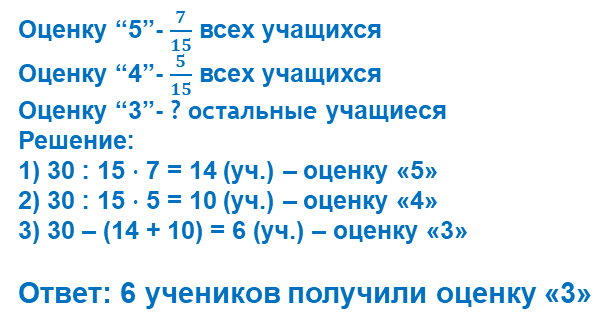 Оценку “5”- 7/15 всех учащихся
Оценку “4”- 5/15 всех учащихся
Оценку “3”- ? остальные учащиеся
Решение:
1) 30 : 15 · 7 = 14 (уч.) – оценку «5»
2) 30 : 15 · 5 = 10 (уч.) – оценку «4»
3) 30 – (14 + 10) = 6 (уч.) – оценку «3»
Ответ: 6 учеников получили оценку «3»